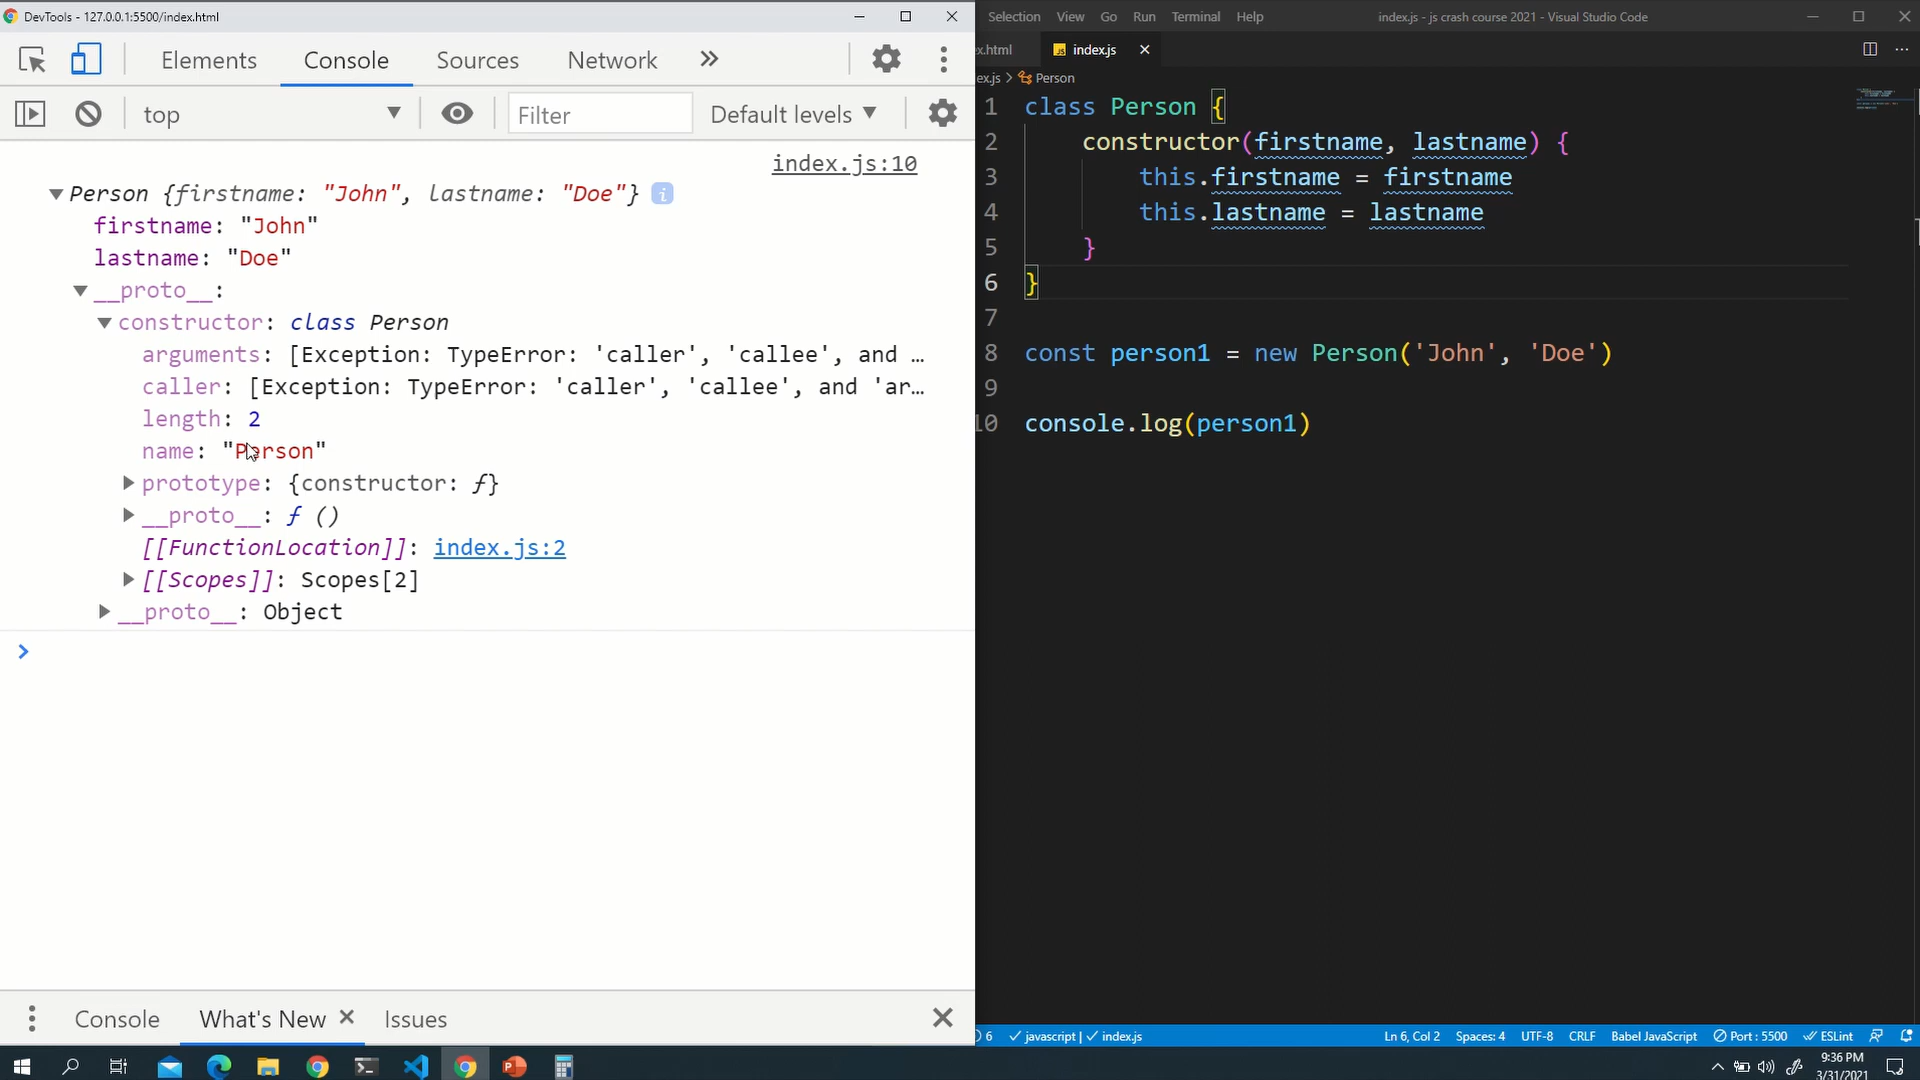 DevTools - 127.0.0.1:5500/index.html
Elements Console Sources Network »
top Filter Default levels
index.js:10
Person {firstname: "John", lastname: "Doe"} i
firstname: "John"
lastname: "Doe"
__proto__:
constructor: class Person
arguments: [Exception: TypeError: 'caller', 'callee', and …
caller: [Exception: TypeError: 'caller', 'callee', and 'ar…
length: 2
name: "Person"
prototype: {constructor: ƒ}
__proto__: ƒ ()
[[FunctionLocation]]: index.js:2
[[Scopes]]: Scopes[2]
__proto__: Object
>
Console What's New Issues
Selection View Go Run Terminal Help index.js - js crash course 2021 - Visual Studio Code
x.html index.js
ex.js > Person
1 class Person {
2 constructor(firstname, lastname) {
3 this.firstname = firstname
4 this.lastname = lastname
5 }
6 }
7
8 const person1 = new Person('John', 'Doe')
9
10 console.log(person1)
6 javascript | index.js Ln 6, Col 2 Spaces: 4 UTF-8 CRLF Babel JavaScript Port : 5500 ESLint
9:36 PM
3/31/2021